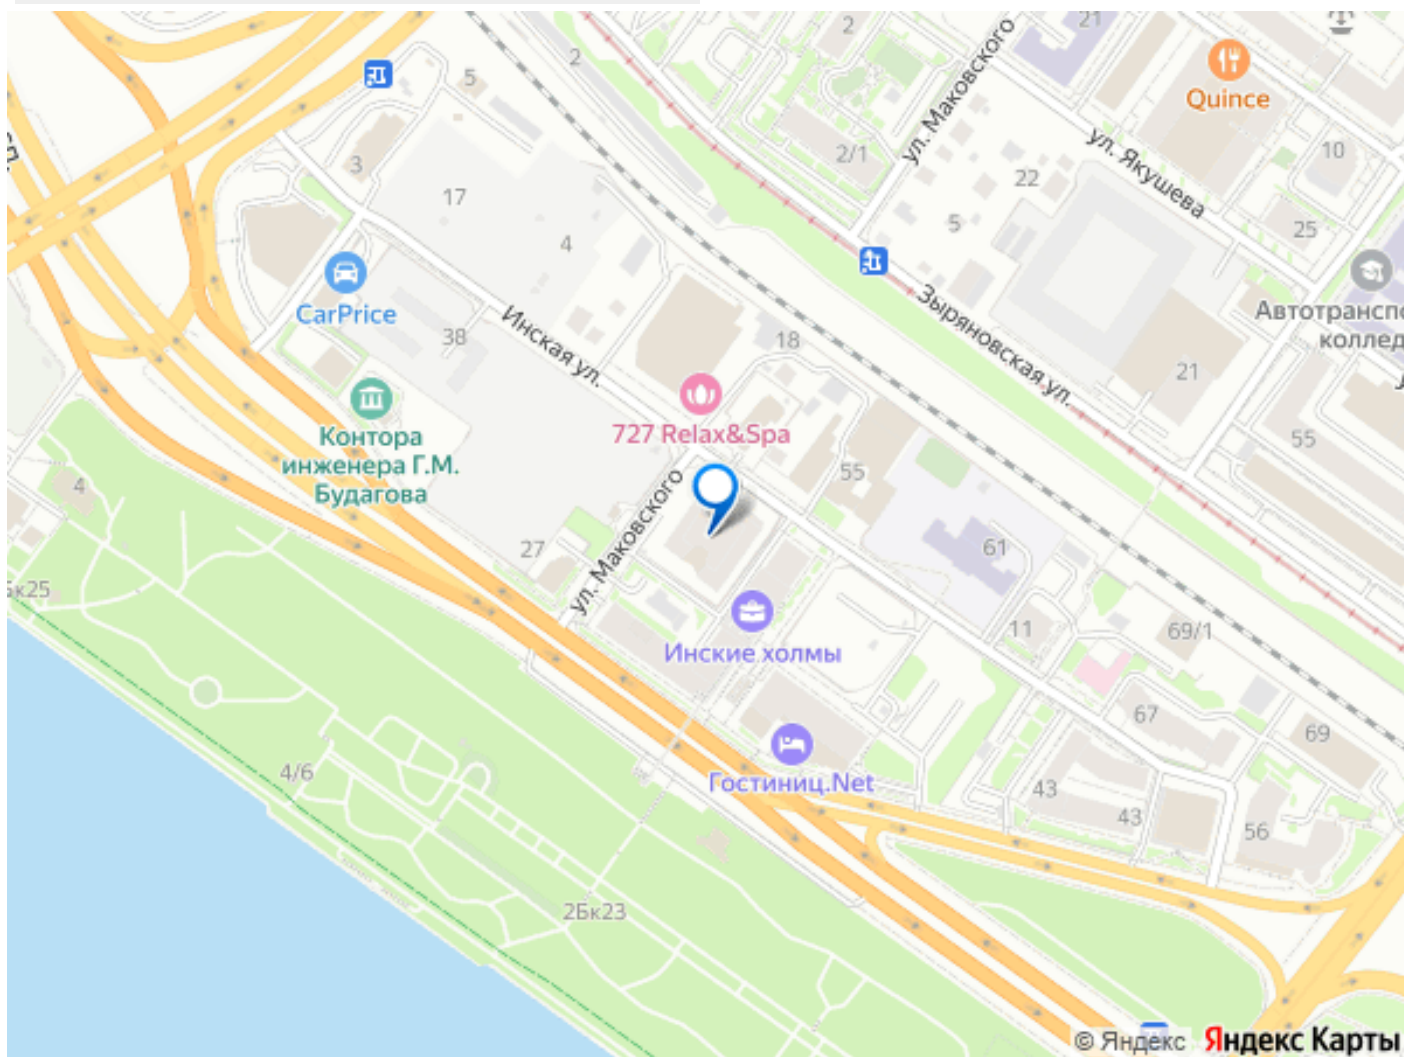 2
2
21
5
ул. Маковского
Quince
2/1
ул. Якушева
10
3
17
22
5
25
4
CarPrice
Зыряновская ул.
Автотранспо
коллед
38
Инская ул.
18
21
727 Relax&Spa
Контора
инженера Г.М.
Будагова
55
4
ул. Маковского
55
27
61
5к25
11
69/1
Инские холмы
67
69
4/6
Гостиниц.Net
43
43
56
2Бк23
© Яндекс Яндекс Карты